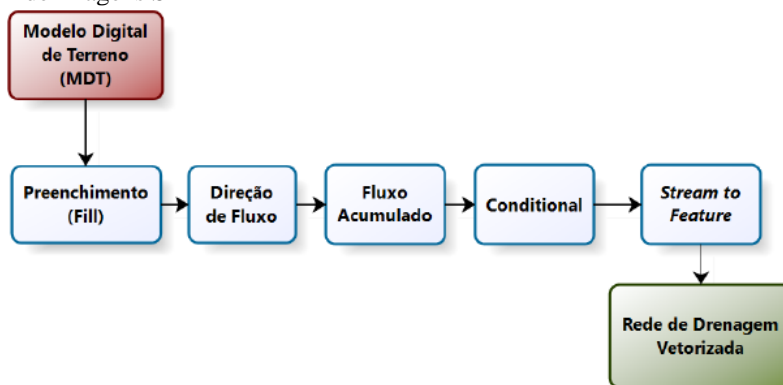 Modelo Digital
de Terreno
(MDT)
Preenchimento
(Fill)
Direção
de Fluxo
Fluxo
Acumulado
Conditional
Stream to
Feature
Rede de Drenagem
Vetorizada